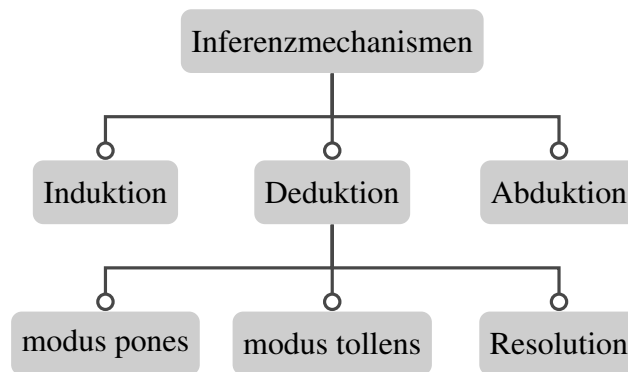 Inferenzmechanismen
Induktion
Deduktion
Abduktion
modus pones
modus tollens
Resolution